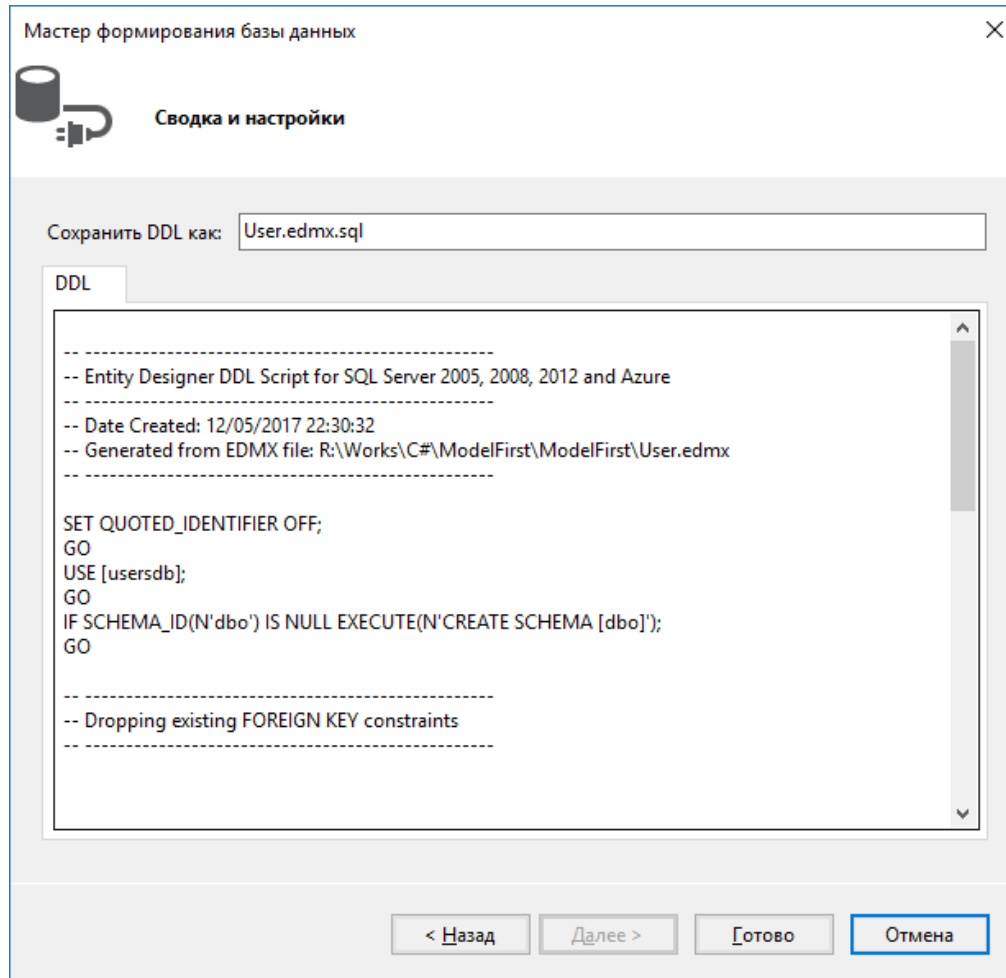 Мастер формирования базы данных
Сводка и настройки
Сохранить DDL как: User.edmx.sql
DDL
-- --------------------------------------------------
-- Entity Designer DDL Script for SQL Server 2005, 2008, 2012 and Azure
-- --------------------------------------------------
-- Date Created: 12/05/2017 22:30:32
-- Generated from EDMX file: R:\Works\C#\ModelFirst\ModelFirst\User.edmx
-- --------------------------------------------------
SET QUOTED_IDENTIFIER OFF;
GO
USE [usersdb];
GO
IF SCHEMA_ID(N'dbo') IS NULL EXECUTE(N'CREATE SCHEMA [dbo]');
GO
-- --------------------------------------------------
-- Dropping existing FOREIGN KEY constraints
-- --------------------------------------------------
< Назад Далее > Готово Отмена